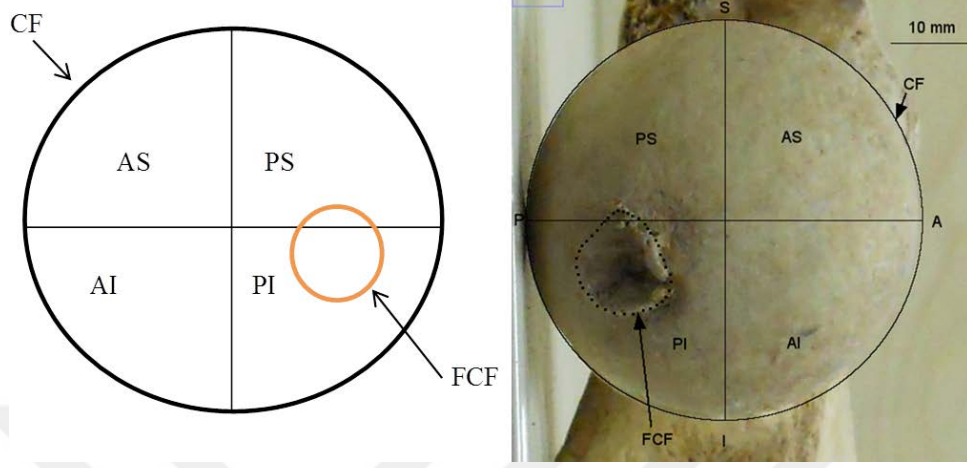 CF
AS PS
AI PI
FCF
S
10 mm
CF
PS AS
P A
PI AI
FCF I